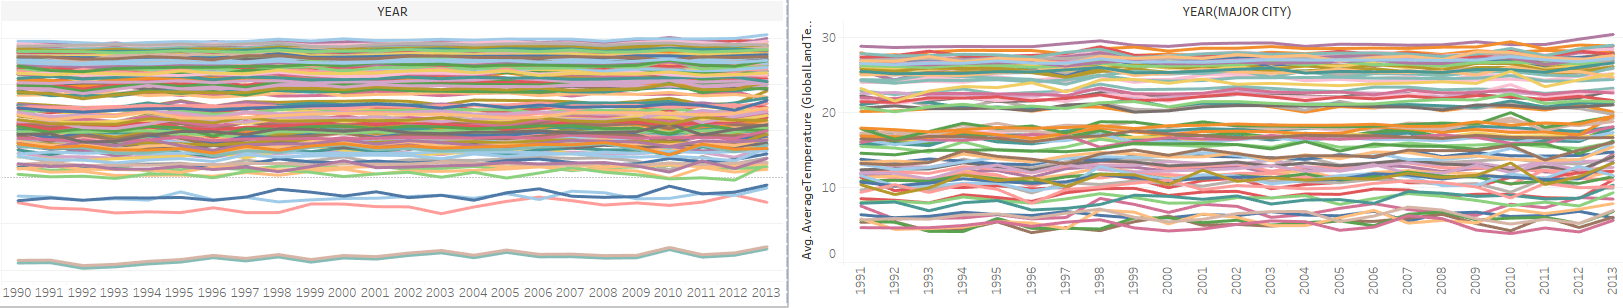 YEAR
1990 1991 1992 1993 1994 1995 1996 1997 1998 1999 2000 2001 2002 2003 2004 2005 2006 2007 2008 2009 2010 2011 2012 2013
YEAR(MAJOR CITY)
Avg. AverageTemperature (GlobalLandTe..
30
20
10
0
1991 1992 1993 1994 1995 1996 1997 1998 1999 2000 2001 2002 2003 2004 2005 2006 2007 2008 2009 2010 2011 2012 2013